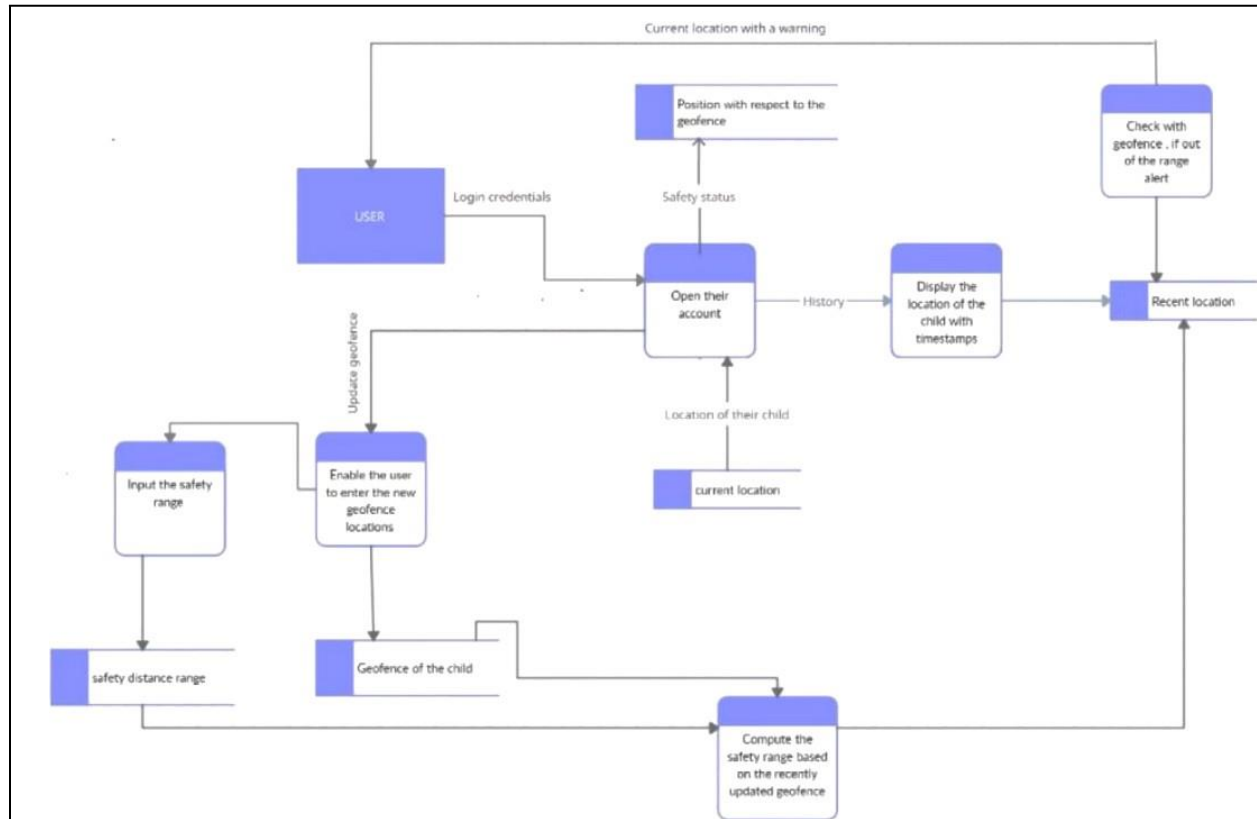 Current location with a warning
Position with respect to the
geofence
Check with
geofence , if out
of the range
alert
USER
Login credentials
Safety status
Open their
account
History
Display the
location of the
child with
timestamps
Recent location
Update geofence
Location of their child
current location
Input the safety
range
Enable the user
to enter the new
geofence
locations
safety distance range
Geofence of the child
Compute the
safety range based
on the recently
updated geofence